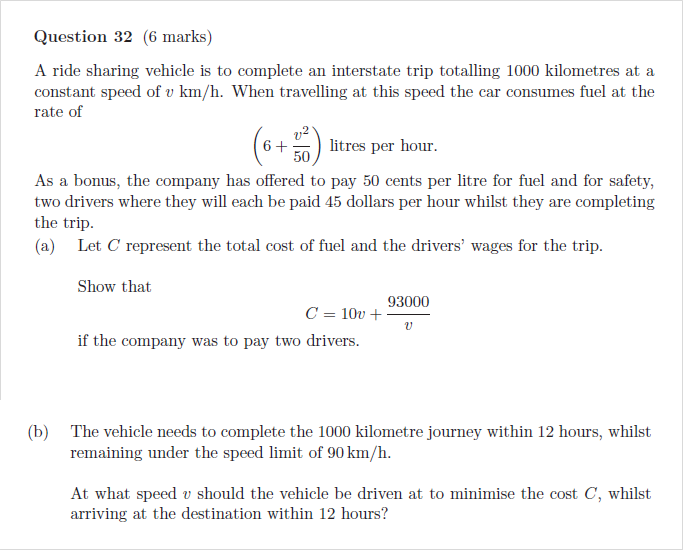 Question 32 (6 marks)
A ride sharing vehicle is to complete an interstate trip totalling 1000 kilometres at a
constant speed of v km/h. When travelling at this speed the car consumes fuel at the
rate of
(6 + v²/50) litres per hour.
As a bonus, the company has offered to pay 50 cents per litre for fuel and for safety,
two drivers where they will each be paid 45 dollars per hour whilst they are completing
the trip.
(a) Let C represent the total cost of fuel and the drivers' wages for the trip.
Show that
C = 10v + 93000/v
if the company was to pay two drivers.
(b) The vehicle needs to complete the 1000 kilometre journey within 12 hours, whilst
remaining under the speed limit of 90 km/h.
At what speed v should the vehicle be driven at to minimise the cost C, whilst
arriving at the destination within 12 hours?